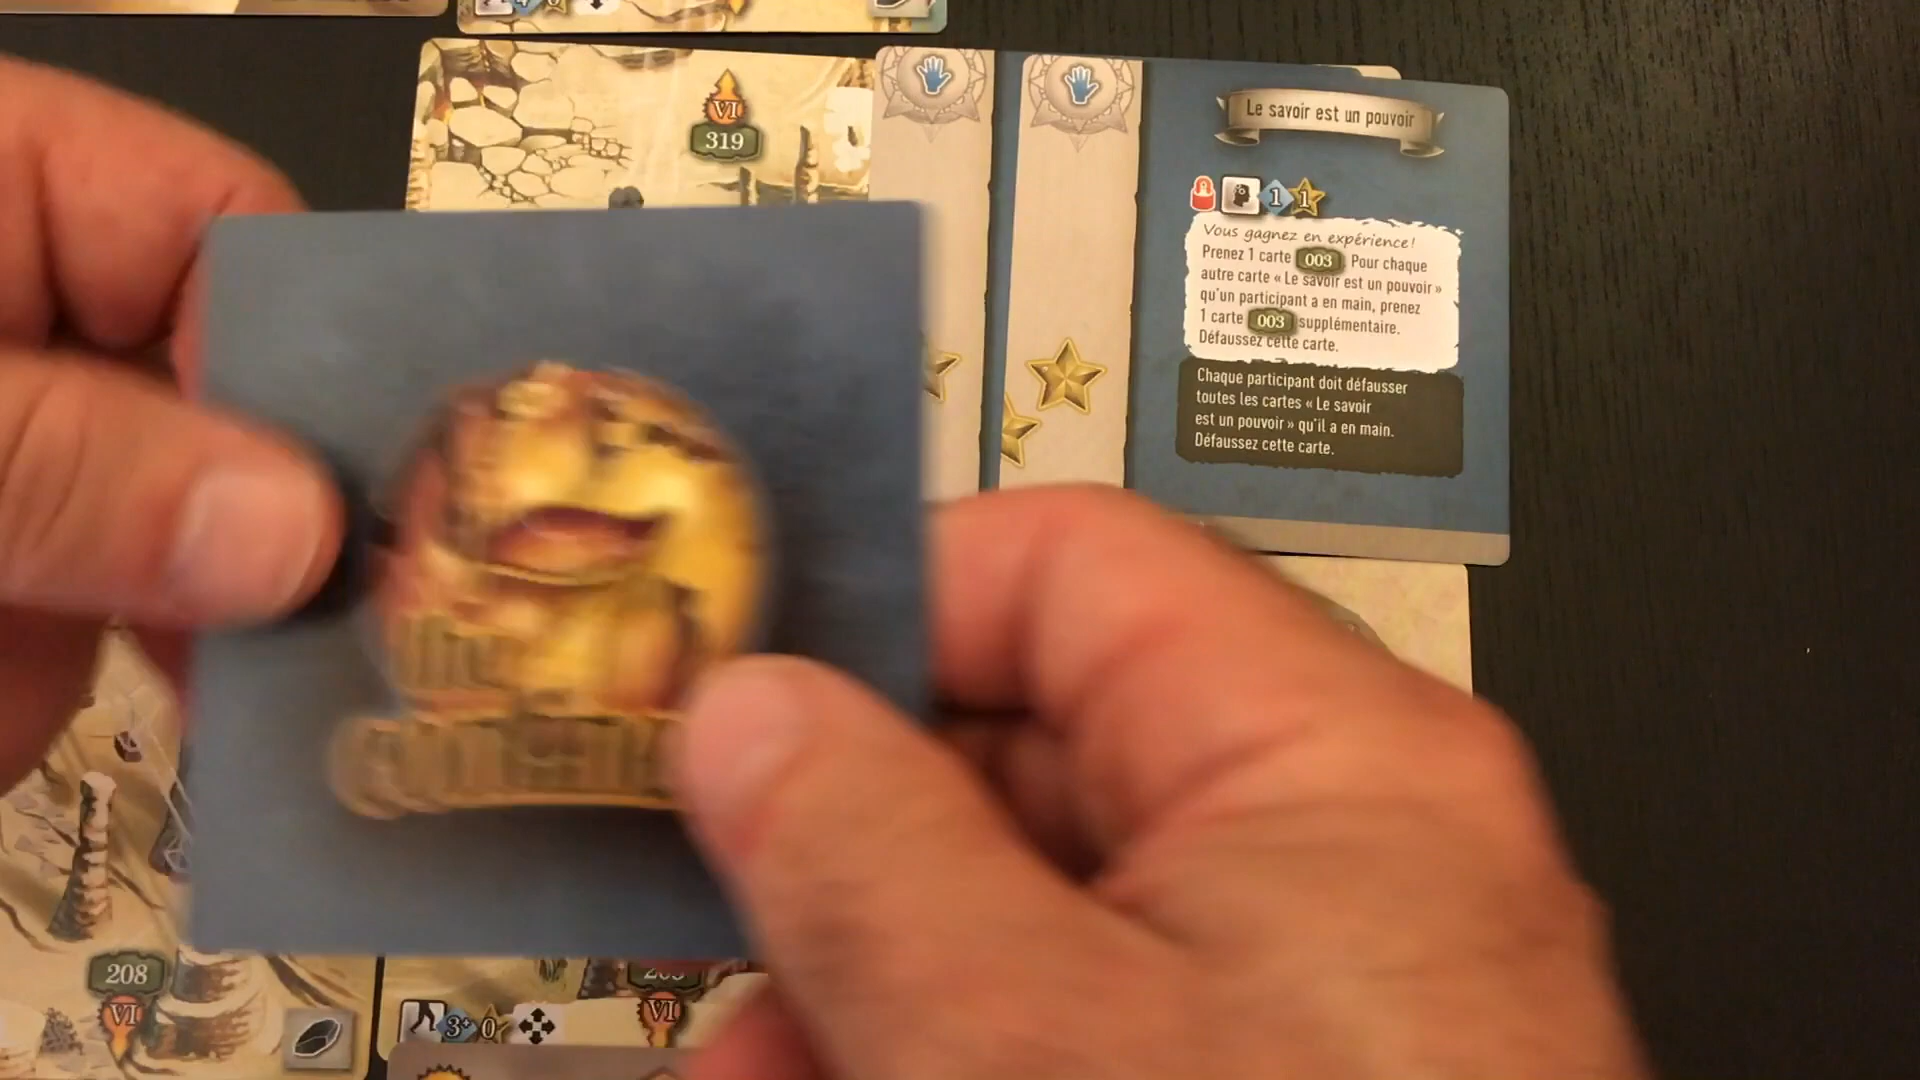 VI
319
Le savoir est un pouvoir
1 1
Vous gagnez en expérience!
Prenez 1 carte 003 Pour chaque
autre carte « Le savoir est un pouvoir »
qu'un participant a en main, prenez
1 carte 003 supplémentaire.
Défaussez cette carte.
Chaque participant doit défausser
toutes les cartes « Le savoir
est un pouvoir » qu'il a en main.
Défaussez cette carte.
208
VI
3+ 0
VI